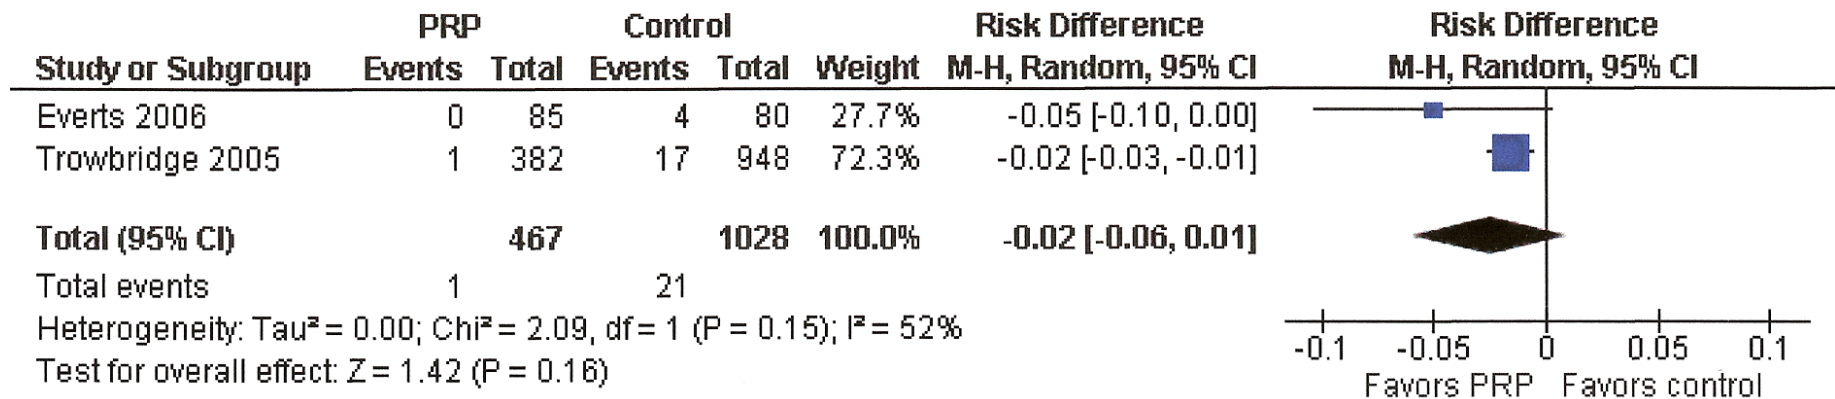 PRP Control Risk Difference Risk Difference
Study or Subgroup Events Total Events Total Weight M-H, Random, 95% CI M-H, Random, 95% CI
Everts 2006 0 85 4 80 27.7% -0.05 [-0.10, 0.00]
Trowbridge 2005 1 382 17 948 72.3% -0.02 [-0.03, -0.01]
Total (95% CI) 467 1028 100.0% -0.02 [-0.06, 0.01]
Total events 1 21
Heterogeneity: Tau² = 0.00; Chi² = 2.09, df = 1 (P = 0.15); I² = 52%
Test for overall effect: Z = 1.42 (P = 0.16)
-0.1 -0.05 0 0.05 0.1
Favors PRP Favors control